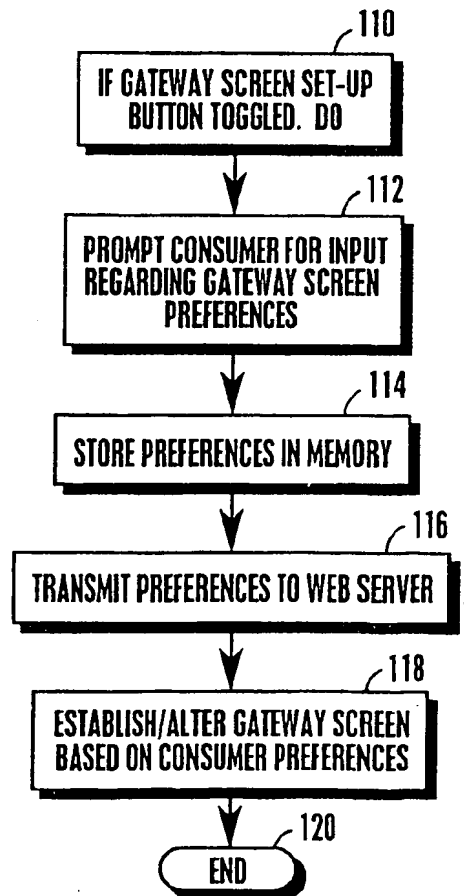 110
IF GATEWAY SCREEN SET-UP
BUTTON TOGGLED. DO
112
PROMPT CONSUMER FOR INPUT
REGARDING GATEWAY SCREEN
PREFERENCES
114
STORE PREFERENCES IN MEMORY
116
TRANSMIT PREFERENCES TO WEB SERVER
118
ESTABLISH/ALTER GATEWAY SCREEN
BASED ON CONSUMER PREFERENCES
120
END